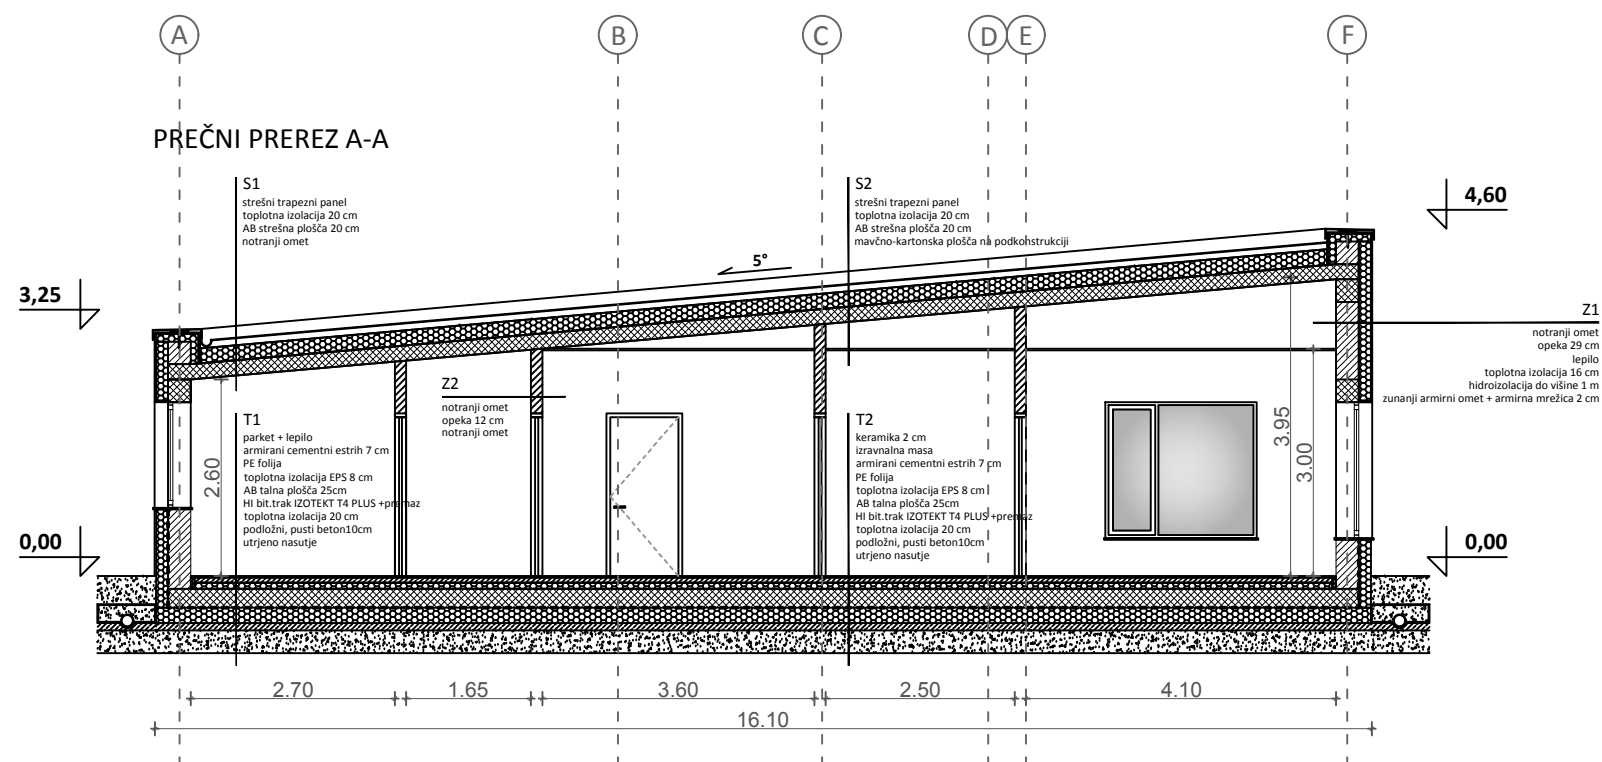 A
B
C
D
E
F
PREČNI PREREZ A-A
S1
strešni trapezni panel
toplotna izolacija 20 cm
AB strešna plošča 20 cm
notranji omet
S2
strešni trapezni panel
toplotna izolacija 20 cm
AB strešna plošča 20 cm
mavčno-kartonska plošča na podkonstrukciji
4,60
5°
3,25
Z1
notranji omet
opeka 29 cm
lepilo
toplotna izolacija 16 cm
hidroizolacija do višine 1 m
zunanji armirni omet + armirna mrežica 2 cm
Z2
notranji omet
opeka 12 cm
notranji omet
T1
parket + lepilo
armirani cementni estrih 7 cm
PE folija
toplotna izolacija EPS 8 cm
AB talna plošča 25cm
HI bit.trak IZOTEKT T4 PLUS +premaz
toplotna izolacija 20 cm
podložni, pusti beton10cm
utrjeno nasutje
T2
keramika 2 cm
izravnalna masa
armirani cementni estrih 7 cm
PE folija
toplotna izolacija EPS 8 cm
AB talna plošča 25cm
HI bit.trak IZOTEKT T4 PLUS +premaz
toplotna izolacija 20 cm
podložni, pusti beton10cm
utrjeno nasutje
2.60
3.95
3.00
0,00
0,00
2.70
1.65
3.60
2.50
4.10
16.10